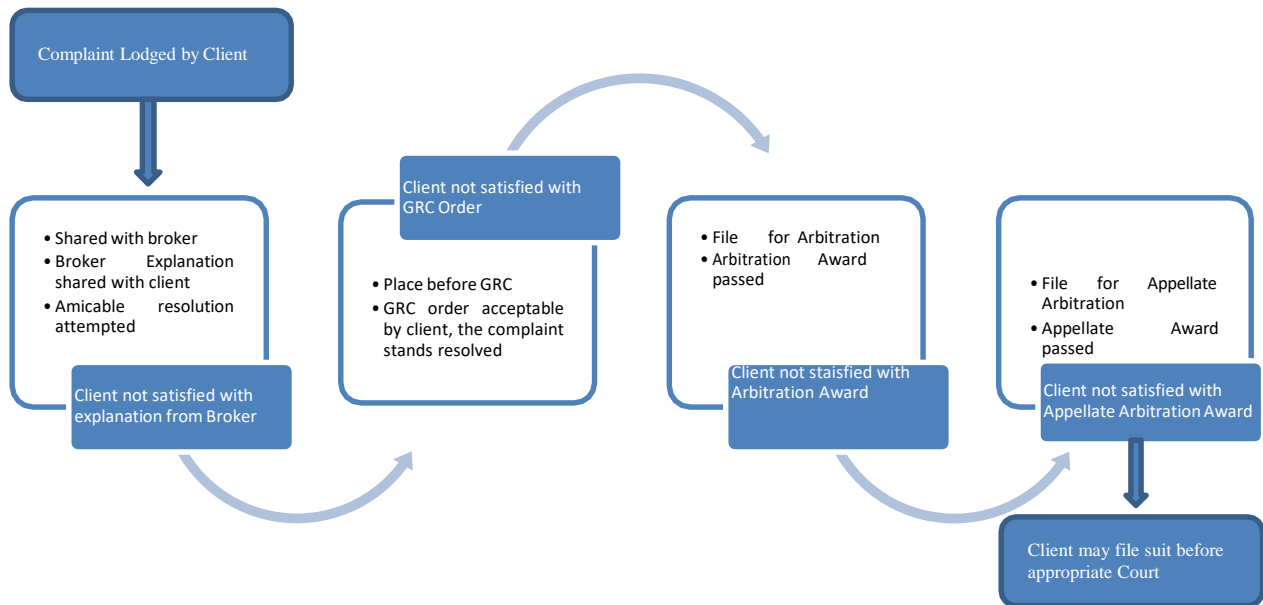 Complaint Lodged by Client
• Shared with broker
• Broker Explanation
shared with client
• Amicable resolution
attempted
Client not satisfied with
explanation from Broker
Client not satisfied with
GRC Order
• Place before GRC
• GRC order acceptable
by client, the complaint
stands resolved
• File for Arbitration
• Arbitration Award
passed
Client not staisfied with
Arbitration Award
• File for Appellate
Arbitration
• Appellate Award
passed
Client not satisfied with
Appellate Arbitration Award
Client may file suit before
appropriate Court